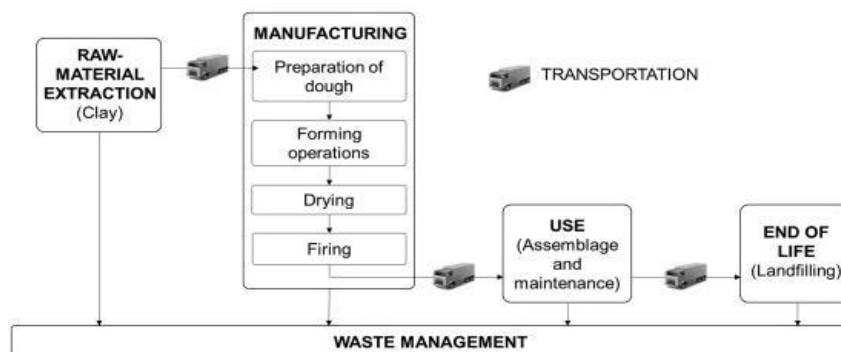 RAW-
MATERIAL
EXTRACTION
(Clay)
MANUFACTURING
Preparation of
dough
Forming
operations
Drying
Firing
TRANSPORTATION
USE
(Assemblage
and
maintenance)
END OF
LIFE
(Landfilling)
WASTE MANAGEMENT